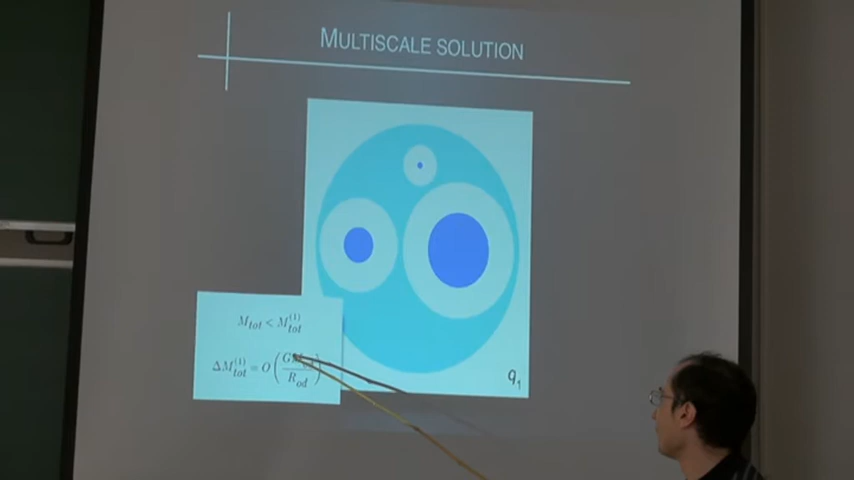 MULTISCALE SOLUTION
M_tot < M_tot^(1)
ΔM_tot^(1) = O(
R_od
q_1